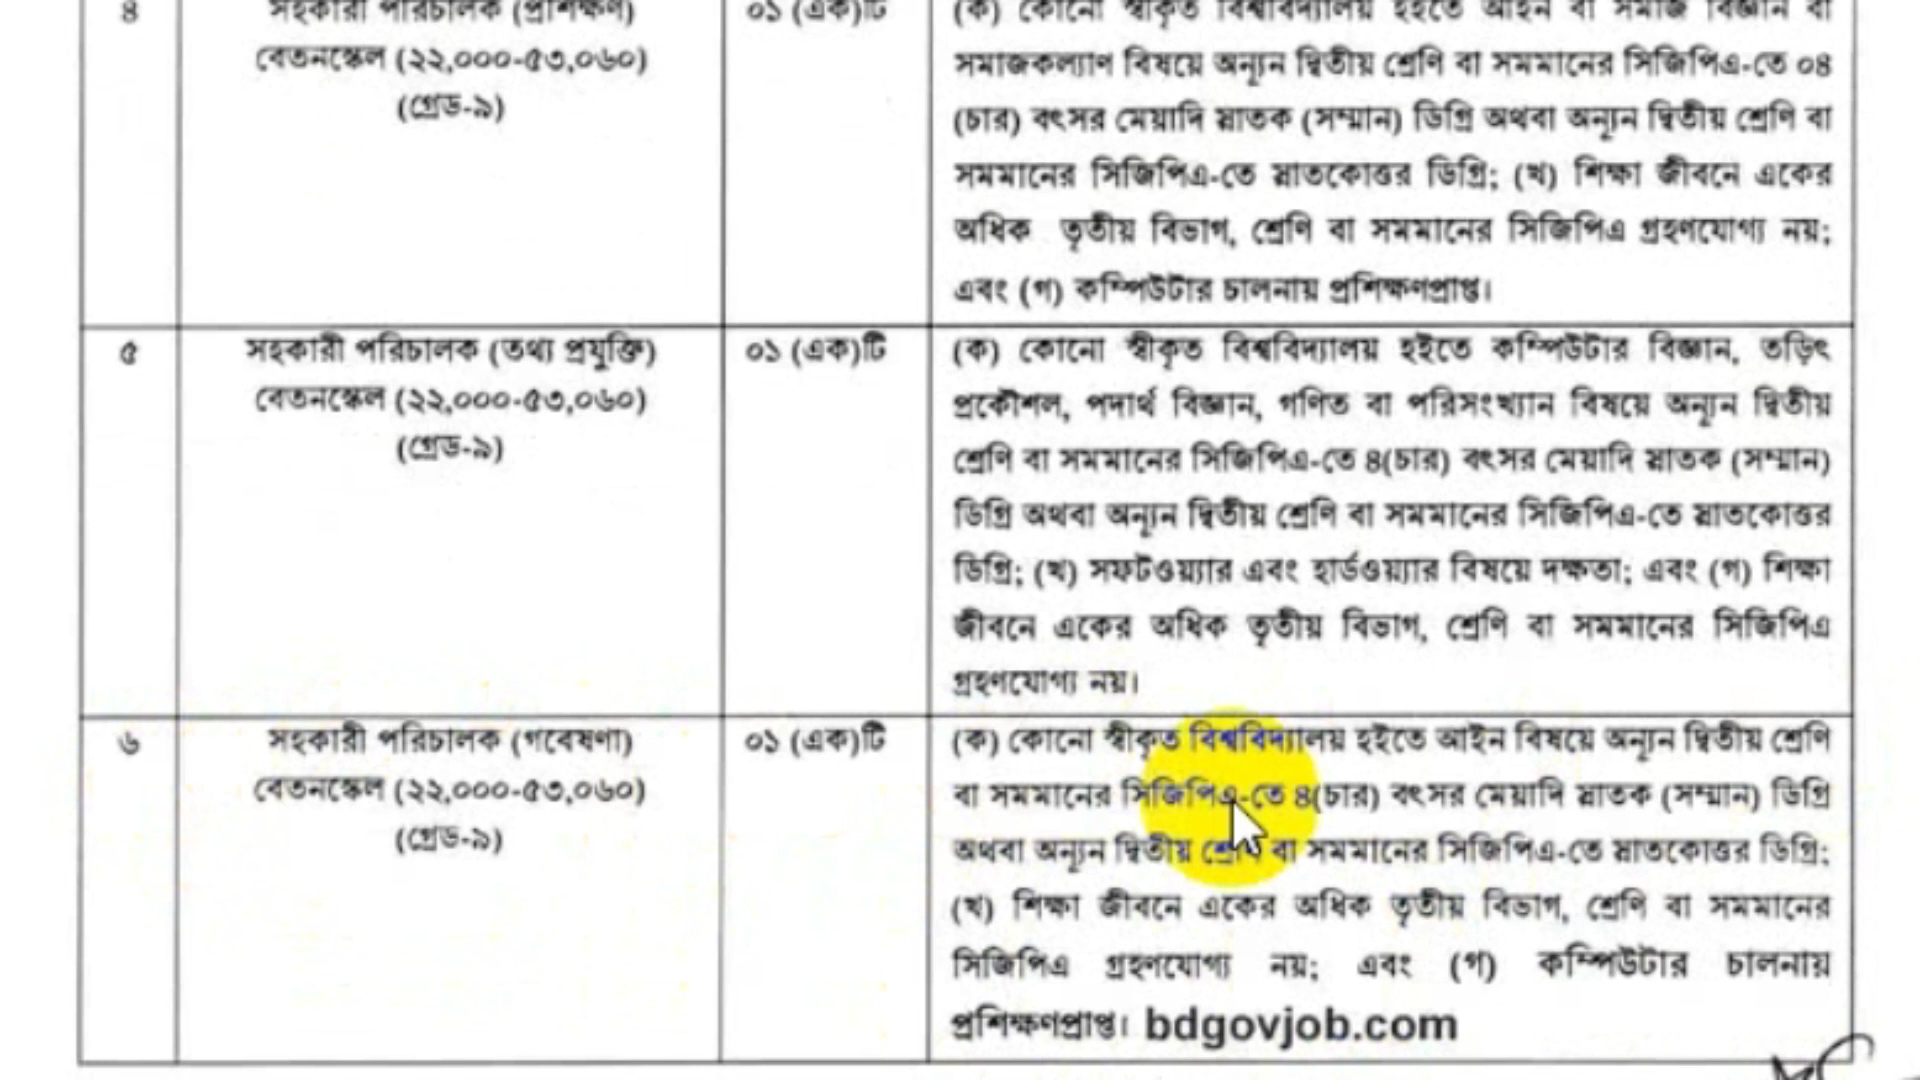 ৪
সহকারী পরিচালক (প্রশিক্ষণ)
বেতনস্কেল (২২,০০০-৫৩,০৬০)
(গ্রেড-৯)
০১ (এক)টি
(ক) কোনো স্বীকৃত বিশ্ববিদ্যালয় হইতে আইন বা সমাজ বিজ্ঞান বা
সমাজকল্যাণ বিষয়ে অন্যূন দ্বিতীয় শ্রেণি বা সমমানের সিজিপিএ-তে ০৪
(চার) বৎসর মেয়াদি স্নাতক (সম্মান) ডিগ্রি অথবা অন্যূন দ্বিতীয় শ্রেণি বা
সমমানের সিজিপিএ-তে স্নাতকোত্তর ডিগ্রি; (খ) শিক্ষা জীবনে একের
অধিক তৃতীয় বিভাগ, শ্রেণি বা সমমানের সিজিপিএ গ্রহণযোগ্য নয়;
এবং (গ) কম্পিউটার চালনায় প্রশিক্ষণপ্রাপ্ত।
৫
সহকারী পরিচালক (তথ্য প্রযুক্তি)
বেতনস্কেল (২২,০০০-৫৩,০৬০)
(গ্রেড-৯)
০১ (এক)টি
(ক) কোনো স্বীকৃত বিশ্ববিদ্যালয় হইতে কম্পিউটার বিজ্ঞান, তড়িৎ
প্রকৌশল, পদার্থ বিজ্ঞান, গণিত বা পরিসংখ্যান বিষয়ে অন্যূন দ্বিতীয়
শ্রেণি বা সমমানের সিজিপিএ-তে ৪(চার) বৎসর মেয়াদি স্নাতক (সম্মান)
ডিগ্রি অথবা অন্যূন দ্বিতীয় শ্রেণি বা সমমানের সিজিপিএ-তে স্নাতকোত্তর
ডিগ্রি; (খ) সফটওয়্যার এবং হার্ডওয়্যার বিষয়ে দক্ষতা; এবং (গ) শিক্ষা
জীবনে একের অধিক তৃতীয় বিভাগ, শ্রেণি বা সমমানের সিজিপিএ
গ্রহণযোগ্য নয়।
৬
সহকারী পরিচালক (গবেষণা)
বেতনস্কেল (২২,০০০-৫৩,০৬০)
(গ্রেড-৯)
০১ (এক)টি
(ক) কোনো স্বীকৃত বিশ্ববিদ্যালয় হইতে আইন বিষয়ে অন্যূন দ্বিতীয় শ্রেণি
বা সমমানের সিজিপিএ-তে ৪(চার) বৎসর মেয়াদি স্নাতক (সম্মান) ডিগ্রি
অথবা অন্যূন দ্বিতীয় শ্রেণি বা সমমানের সিজিপিএ-তে স্নাতকোত্তর ডিগ্রি;
(খ) শিক্ষা জীবনে একের অধিক তৃতীয় বিভাগ, শ্রেণি বা সমমানের
সিজিপিএ গ্রহণযোগ্য নয়; এবং (গ) কম্পিউটার চালনায়
প্রশিক্ষণপ্রাপ্ত। bdgovjob.com